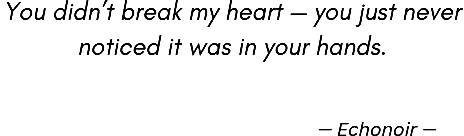 You didn't break my heart — you just never
noticed it was in your hands.
— Echonoir —